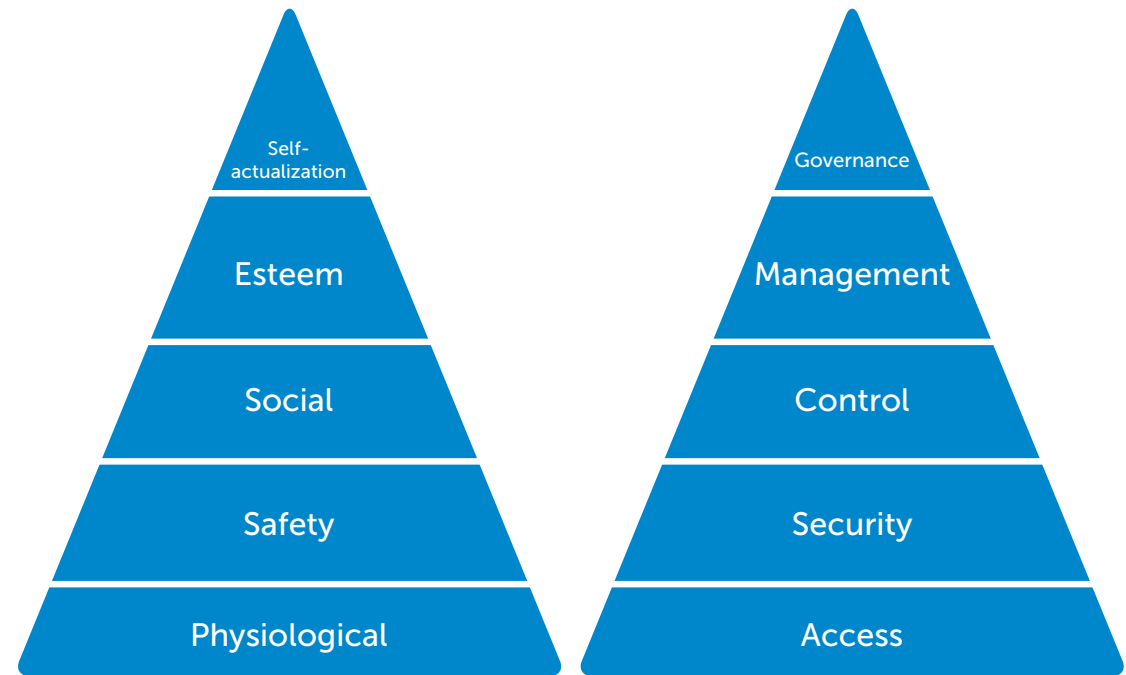 Self-
actualization
Esteem
Social
Safety
Physiological
Governance
Management
Control
Security
Access